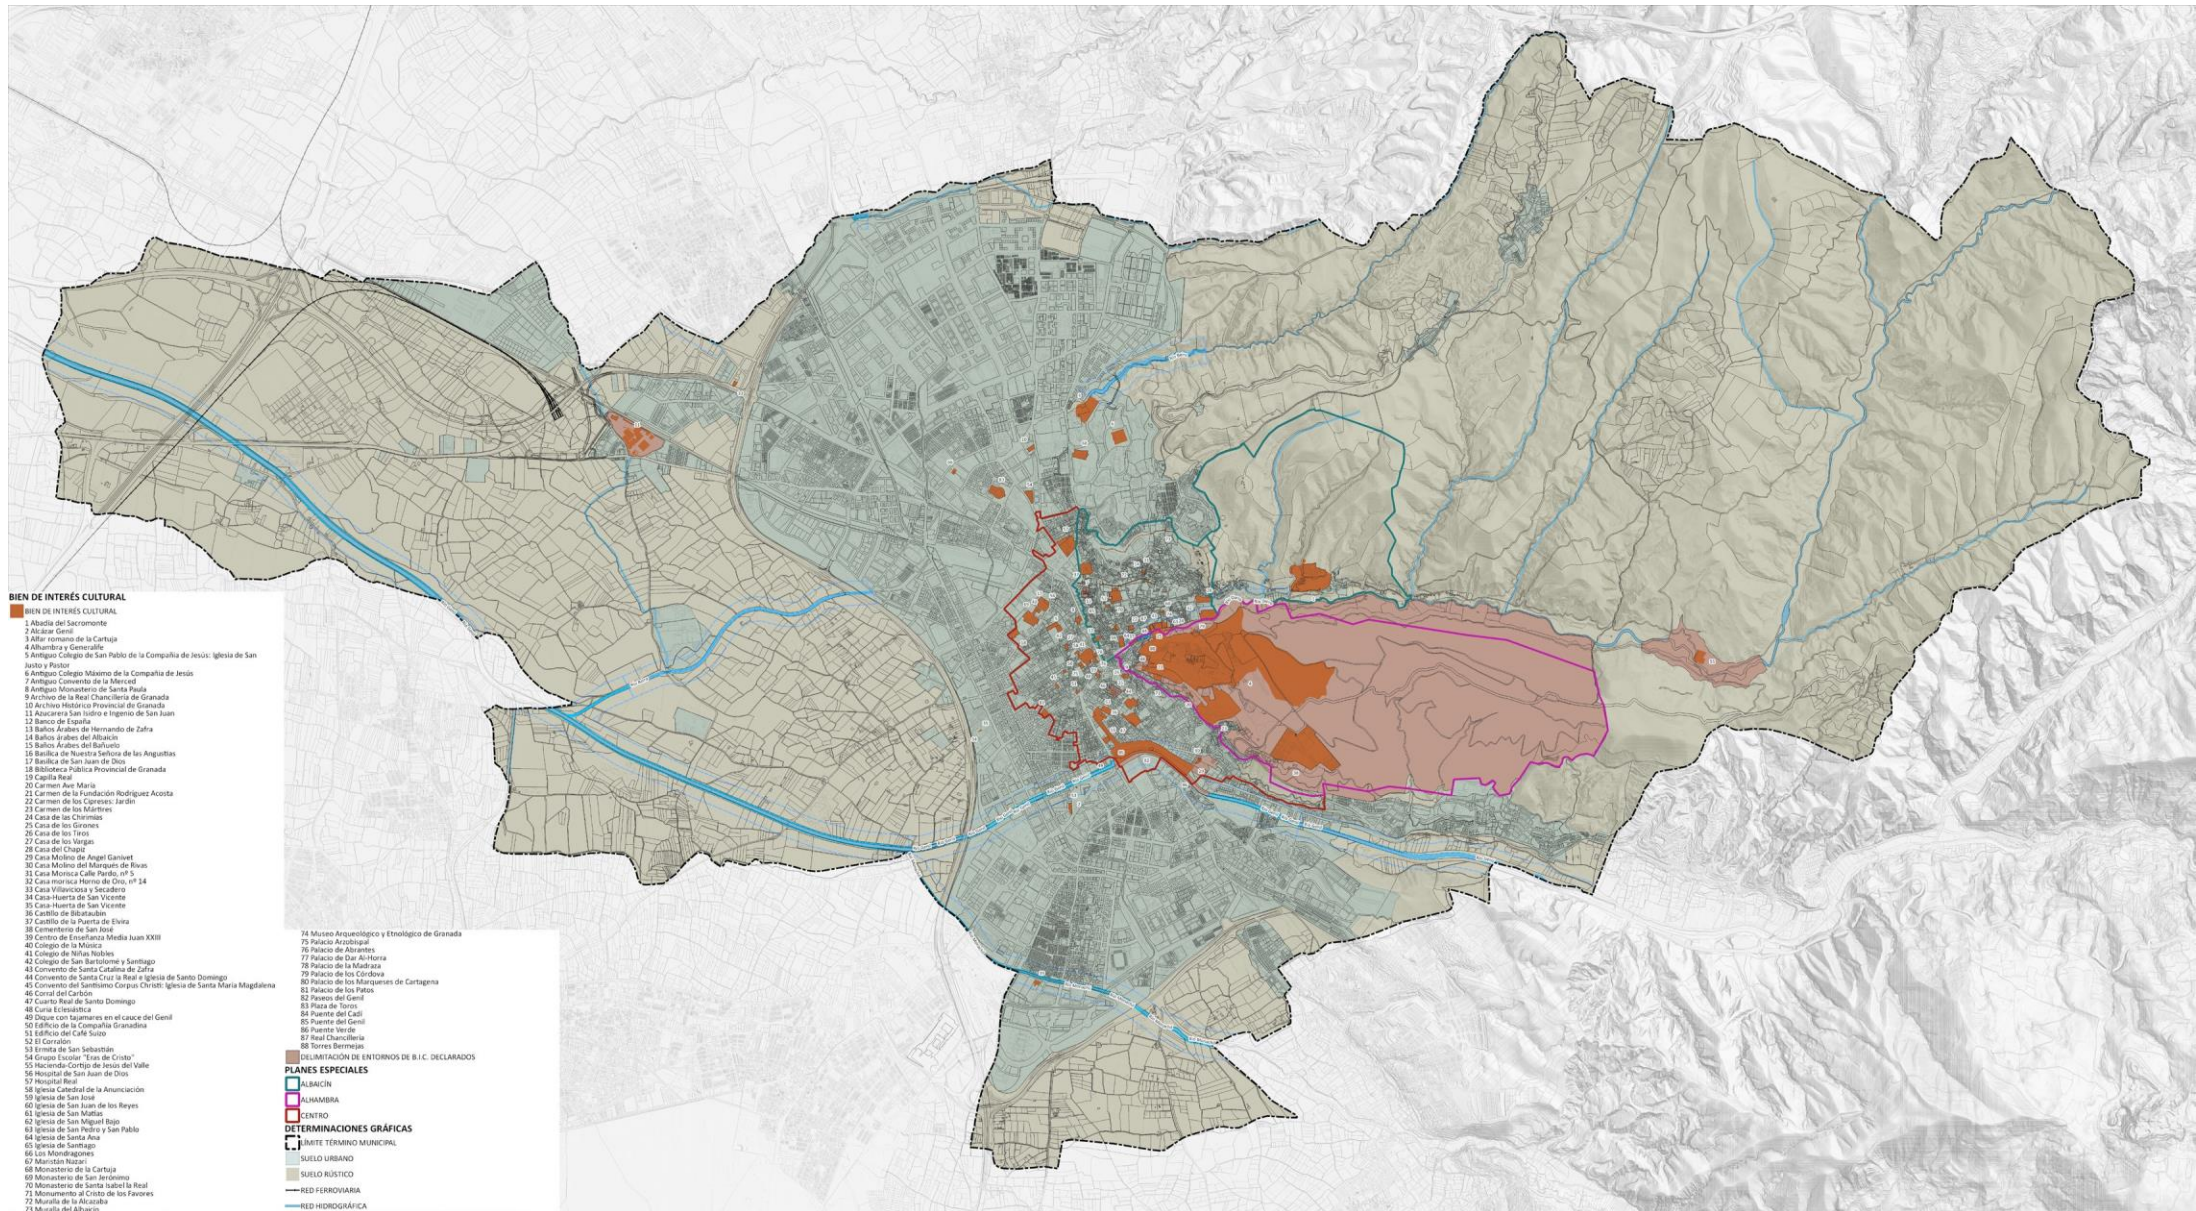 BIEN DE INTERÉS CULTURAL
BIEN DE INTERÉS CULTURAL
1 Abadía del Sacromonte
2 Alcázar Genil
3 Alfar romano de la Cartuja
4 Alhambra y Generalife
5 Antiguo Colegio de San Pablo de la Compañía de Jesús: Iglesia de San
Justo y Pastor
6 Antiguo Colegio Máximo de la Compañía de Jesús
7 Antiguo Convento de la Merced
8 Antiguo Monasterio de Santa Paula
9 Archivo de la Real Chancillería de Granada
10 Archivo Histórico Provincial de Granada
11 Azucarera San Isidro e Ingenio de San Juan
12 Banco de España
13 Baños Árabes de Hernando de Zafra
14 Baños árabes del Albaicín
15 Baños Árabes del Bañuelo
16 Basílica de Nuestra Señora de las Angustias
17 Basílica de San Juan de Dios
18 Biblioteca Pública Provincial de Granada
19 Capilla Real
20 Carmen Ave María
21 Carmen de la Fundación Rodríguez Acosta
22 Carmen de los Cipreses: Jardín
23 Carmen de los Mártires
24 Casa de las Chirimías
25 Casa de los Girones
26 Casa de los Tiros
27 Casa de los Vargas
28 Casa del Chapiz
29 Casa Molino de Angel Ganivet
30 Casa Molino del Marqués de Rivas
31 Casa Morisca Calle Pardo, nº 5
32 Casa morisca Horno de Oro, nº 14
33 Casa Villaviciosa y Secadero
34 Casa-Huerta de San Vicente
35 Casa-Huerta de San Vicente
36 Castillo de Bibataubín
37 Castillo de la Puerta de Elvira
38 Cementerio de San José
39 Centro de Enseñanza Media Juan XXIII
40 Colegio de la Música
41 Colegio de Niñas Nobles
42 Colegio de San Bartolomé y Santiago
43 Convento de Santa Catalina de Zafra
44 Convento de Santa Cruz la Real e Iglesia de Santo Domingo
45 Convento del Santísimo Corpus Christi: Iglesia de Santa María Magdalena
46 Corral del Carbón
47 Cuarto Real de Santo Domingo
48 Curia Eclesiástica
49 Dique con tajamares en el cauce del Genil
50 Edificio de la Compañía Granadina
51 Edificio del Café Suizo
52 El Corralón
53 Ermita de San Sebastián
54 Grupo Escolar "Eras de Cristo"
55 Hacienda-Cortijo de Jesús del Valle
56 Hospital de San Juan de Dios
57 Hospital Real
58 Iglesia Catedral de la Anunciación
59 Iglesia de San José
60 Iglesia de San Juan de los Reyes
61 Iglesia de San Matías
62 Iglesia de San Miguel Bajo
63 Iglesia de San Pedro y San Pablo
64 Iglesia de Santa Ana
65 Iglesia de Santiago
66 Los Mondragones
67 Maristán Nazarí
68 Monasterio de la Cartuja
69 Monasterio de San Jerónimo
70 Monasterio de Santa Isabel la Real
71 Monumento al Cristo de los Favores
72 Muralla de la Alcazaba
73 Muralla del Albaicín
74 Museo Arqueológico y Etnológico de Granada
75 Palacio Arzobispal
76 Palacio de Abrantes
77 Palacio de Dar Al-Horra
78 Palacio de la Madraza
79 Palacio de los Córdova
80 Palacio de los Marqueses de Cartagena
81 Palacio de los Patos
82 Paseos del Genil
83 Plaza de Toros
84 Puente del Cadí
85 Puente del Genil
86 Puente Verde
87 Real Chancillería
88 Torres Bermejas
DELIMITACIÓN DE ENTORNOS DE B.I.C. DECLARADOS
PLANES ESPECIALES
ALBAICÍN
ALHAMBRA
CENTRO
DETERMINACIONES GRÁFICAS
LÍMITE TÉRMINO MUNICIPAL
SUELO URBANO
SUELO RÚSTICO
RED FERROVIARIA
RED HIDROGRÁFICA